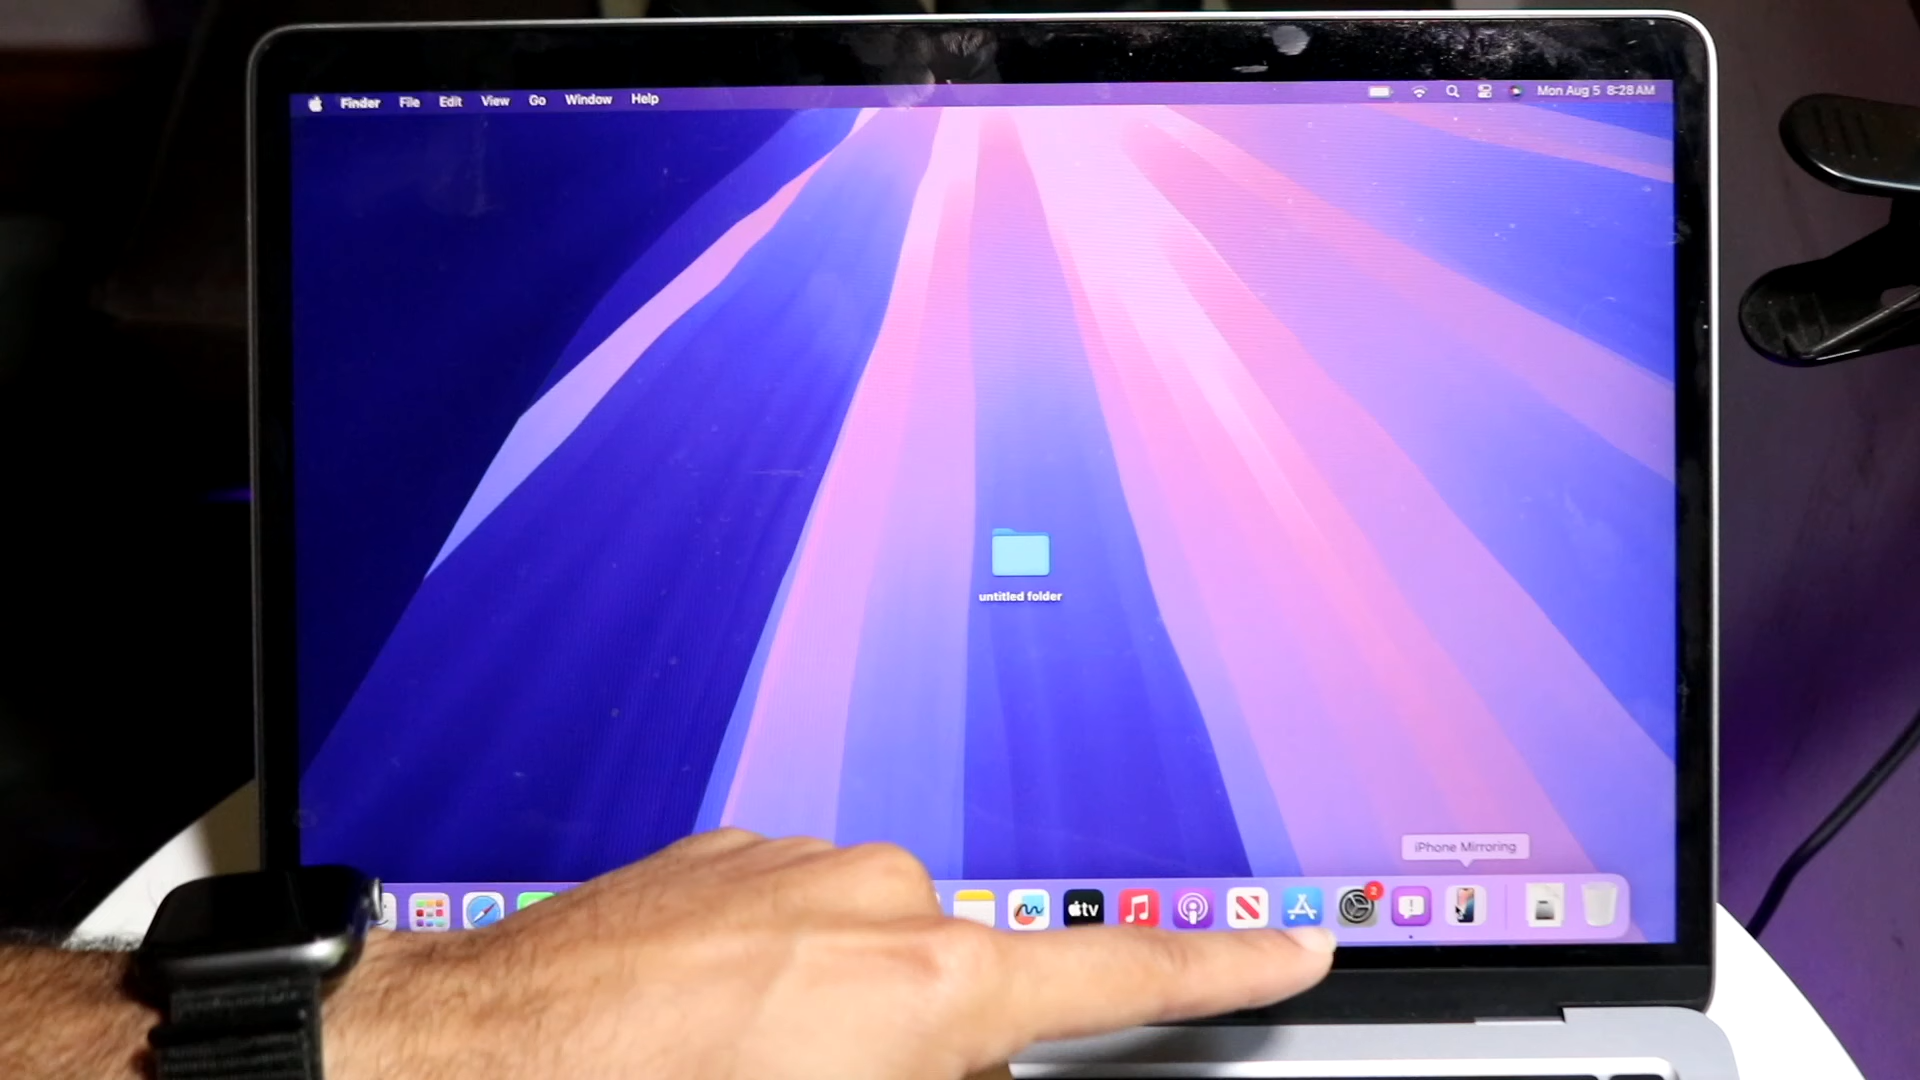 Finder File Edit View Go Window Help Mon Aug 5 8:28 AM
untitled folder
iPhone Mirroring
tv
2